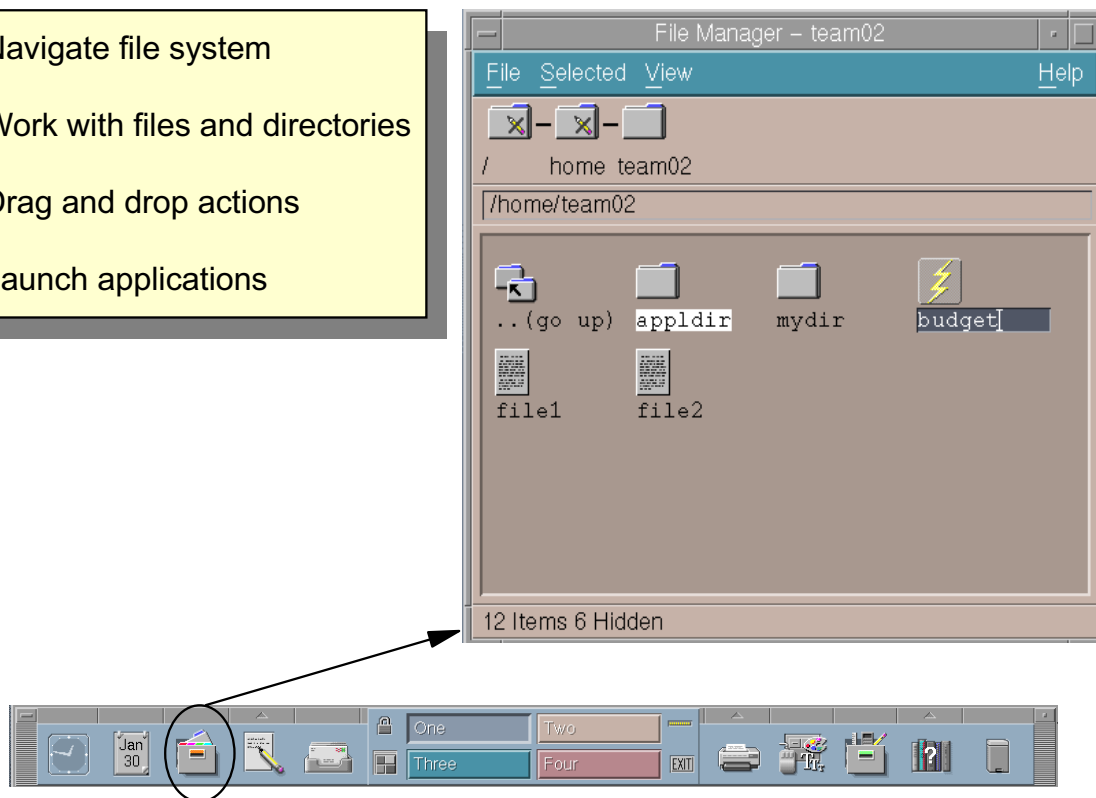 Navigate file system
Work with files and directories
Drag and drop actions
Launch applications
File Manager – team02
File Selected View Help
/ home team02
/home/team02
..(go up) appldir mydir budget
file1 file2
12 Items 6 Hidden
Jan
30
One Two
Three Four
EXIT
?